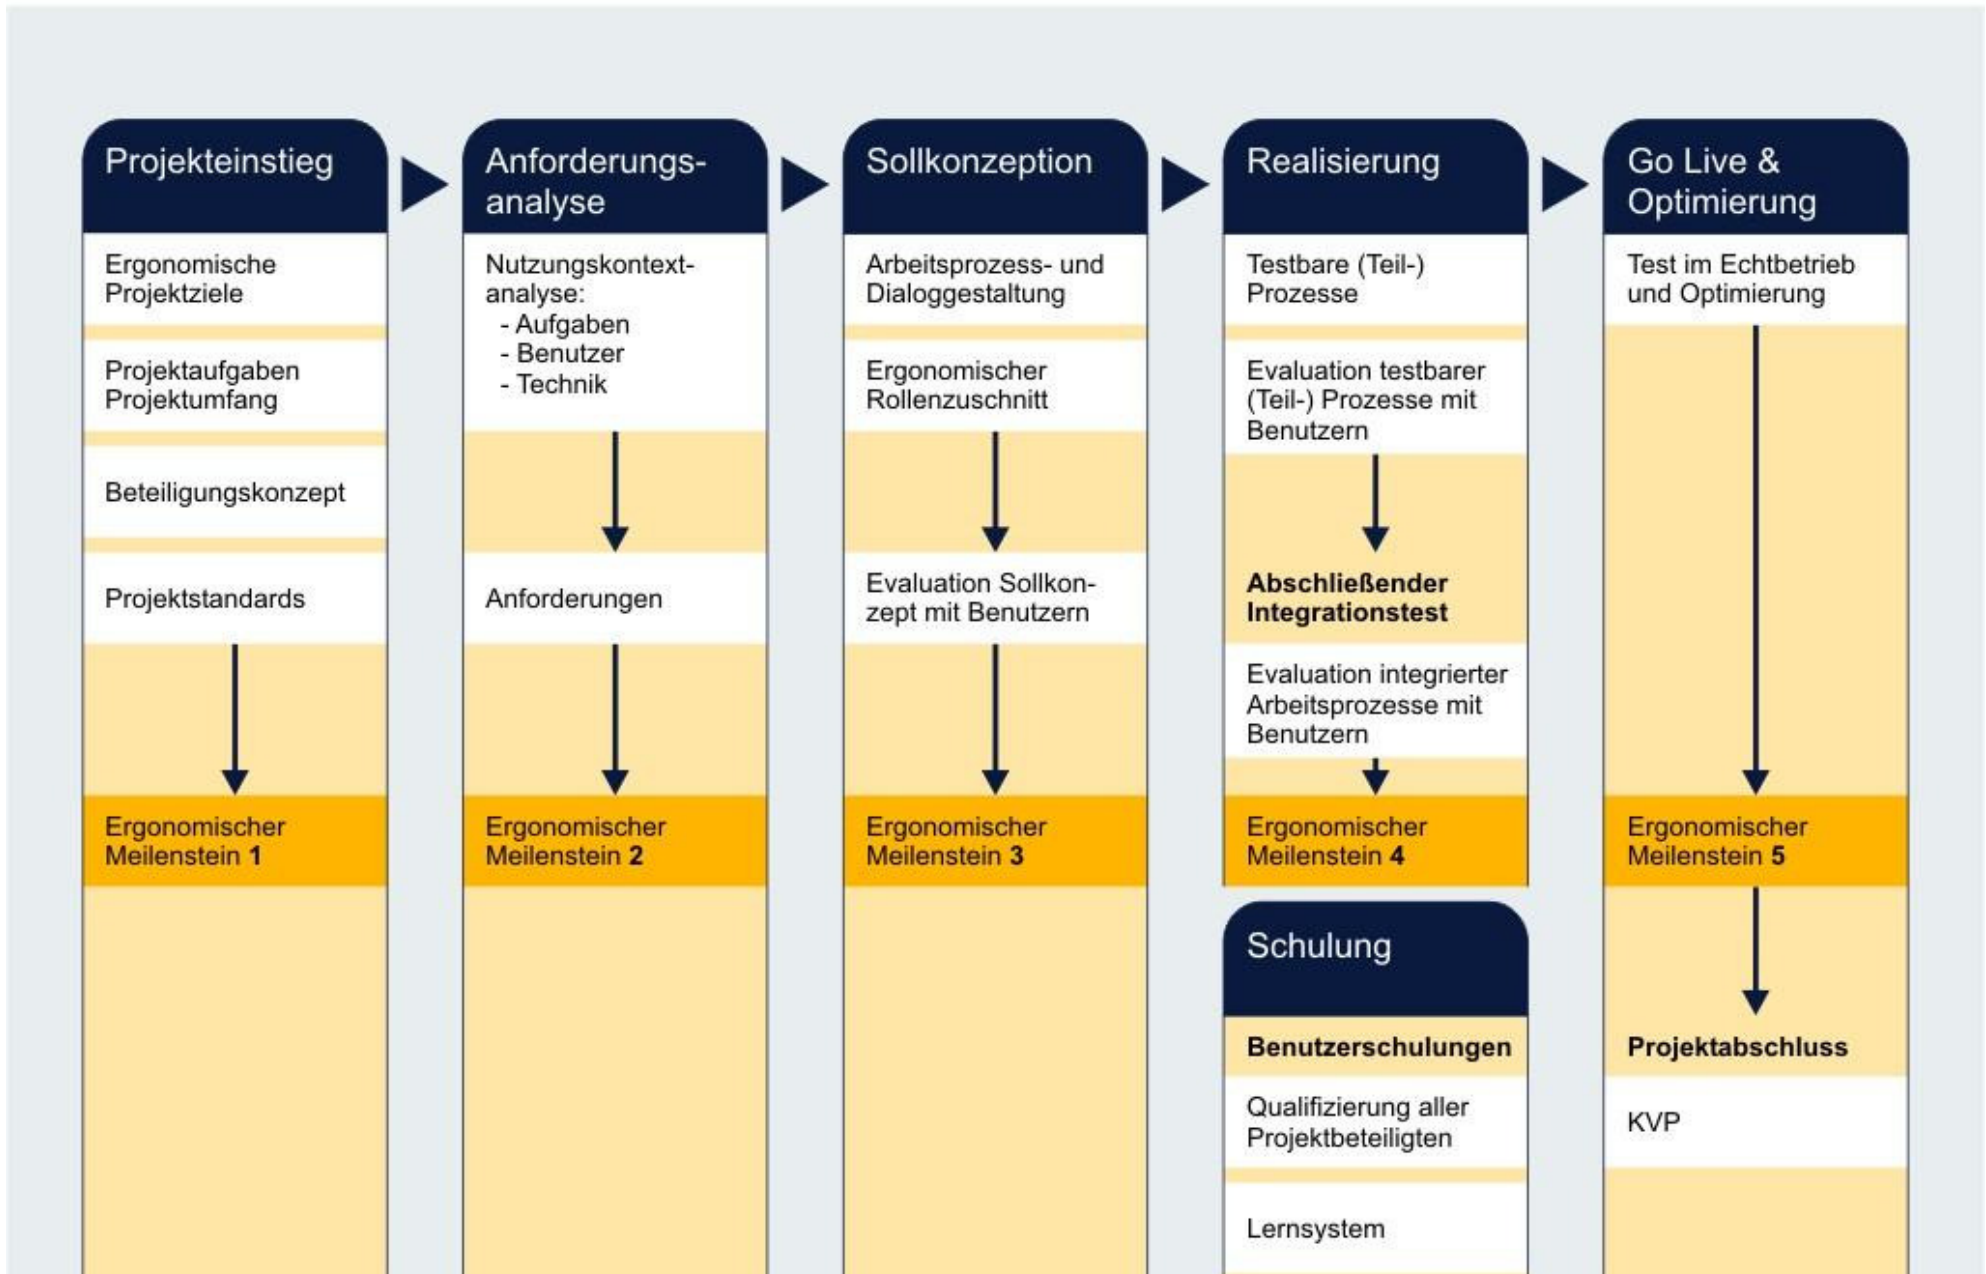 Projekteinstieg
Ergonomische
Projektziele
Projektaufgaben
Projektumfang
Beteiligungskonzept
Projektstandards
Ergonomischer
Meilenstein 1
Anforderungs-
analyse
Nutzungskontext-
analyse:
- Aufgaben
- Benutzer
- Technik
Anforderungen
Ergonomischer
Meilenstein 2
Sollkonzeption
Arbeitsprozess- und
Dialoggestaltung
Ergonomischer
Rollenzuschnitt
Evaluation Sollkon-
zept mit Benutzern
Ergonomischer
Meilenstein 3
Realisierung
Testbare (Teil-)
Prozesse
Evaluation testbarer
(Teil-) Prozesse mit
Benutzern
Abschließender
Integrationstest
Evaluation integrierter
Arbeitsprozesse mit
Benutzern
Ergonomischer
Meilenstein 4
Schulung
Benutzerschulungen
Qualifizierung aller
Projektbeteiligten
Lernsystem
Go Live &
Optimierung
Test im Echtbetrieb
und Optimierung
Ergonomischer
Meilenstein 5
Projektabschluss
KVP